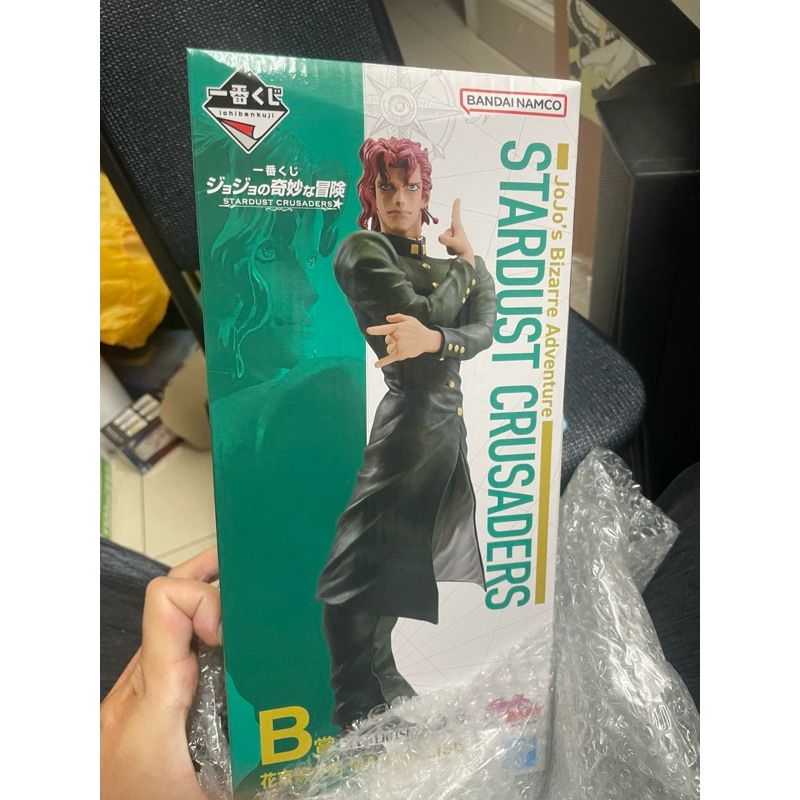 一番くじ
ichibankuji
BANDAI NAMCO
一番くじ
ジョジョの奇妙な冒険
STARDUST CRUSADERS
JoJo's Bizarre Adventure
STARDUST CRUSADERS
B賞